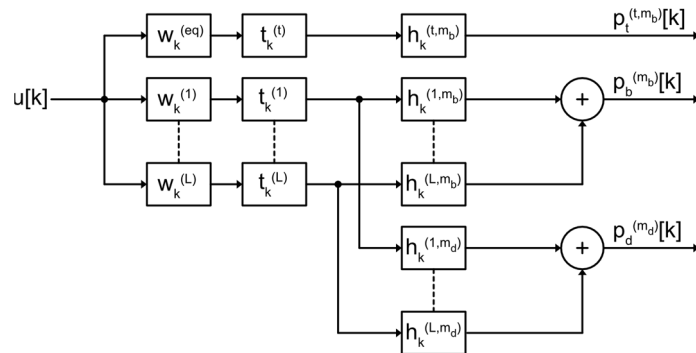 w_k^(eq) t_k^(t) h_k^(t,m_b) p_t^(t,m_b)[k]
u[k] w_k^(1) t_k^(1) h_k^(1,m_b) + p_b^(m_b)[k]
w_k^(L) t_k^(L) h_k^(L,m_b)
h_k^(1,m_d) + p_d^(m_d)[k]
h_k^(L,m_d)